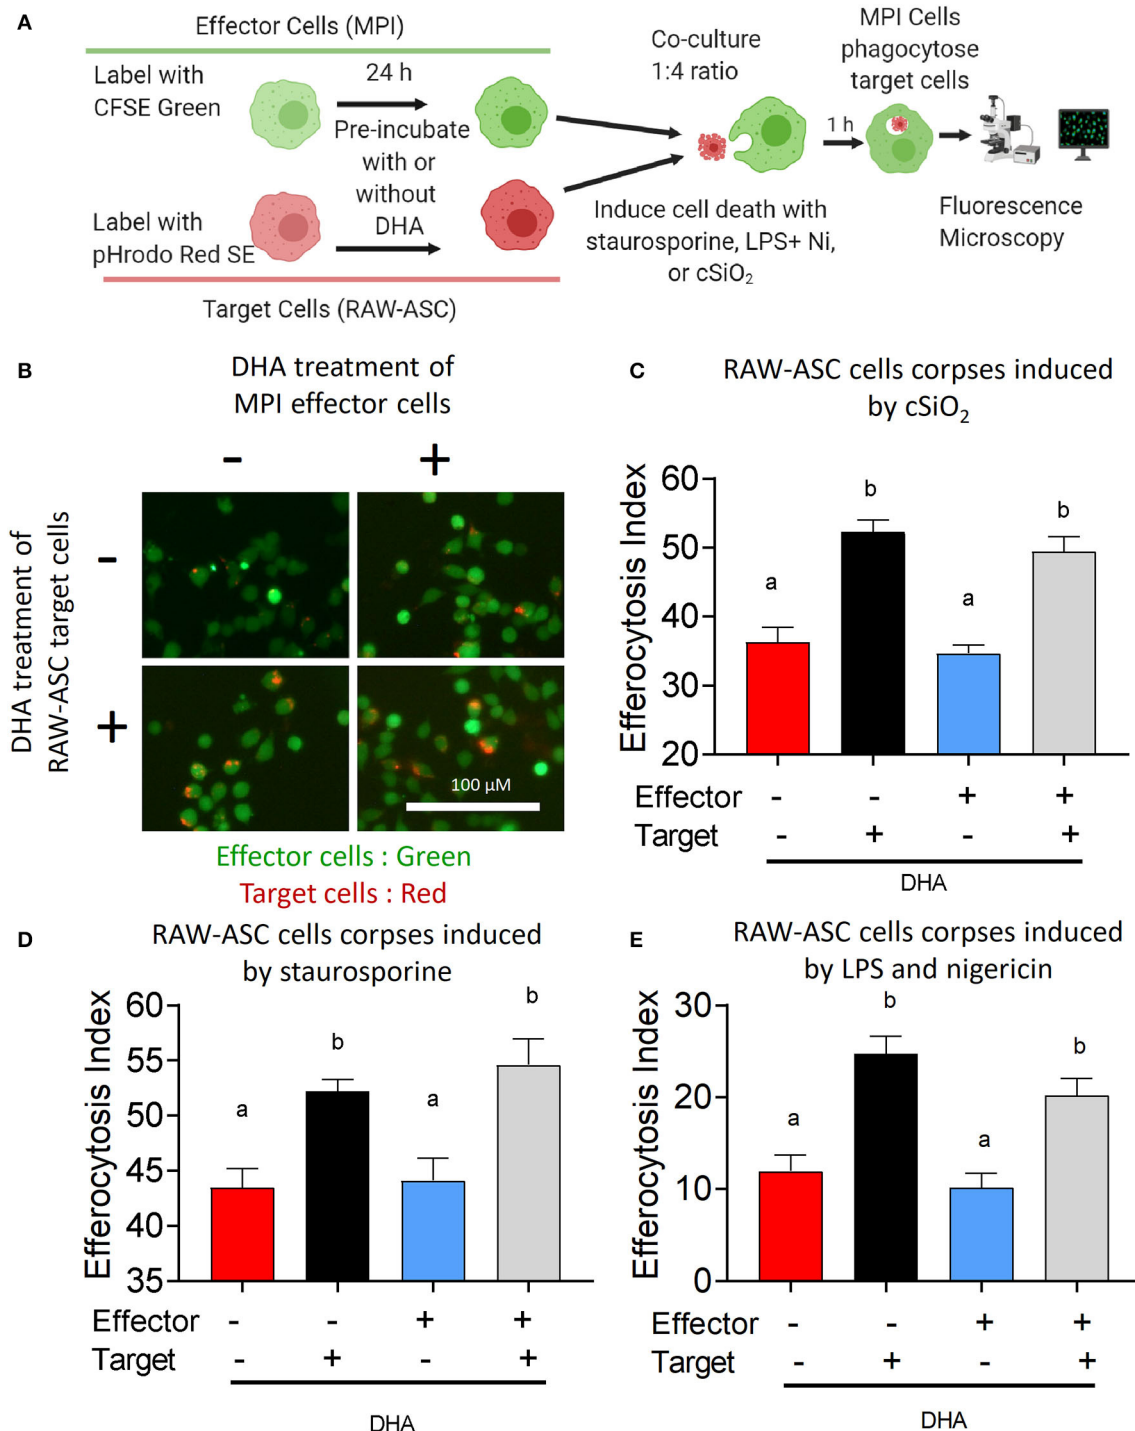 A
Effector Cells (MPI)
Label with
CFSE Green
24 h
Pre-incubate
with or
without
DHA
Label with
pHrodo Red SE
Target Cells (RAW-ASC)
Co-culture
1:4 ratio
Induce cell death with
staurosporine, LPS+ Ni,
or cSiO₂
MPI Cells
phagocytose
target cells
1 h
Fluorescence
Microscopy
B
DHA treatment of
MPI effector cells
- +
DHA treatment of
RAW-ASC target cells
-
+
100 µM
Effector cells : Green
Target cells : Red
C
RAW-ASC cells corpses induced
by cSiO₂
Efferocytosis Index
60
50
40
30
20
a b a b
Effector - - + +
Target - + - +
DHA
D
RAW-ASC cells corpses induced
by staurosporine
Efferocytosis Index
60
55
50
45
40
35
a b a b
Effector - - + +
Target - + - +
DHA
E
RAW-ASC cells corpses induced
by LPS and nigericin
Efferocytosis Index
30
20
10
0
a b a b
Effector - - + +
Target - + - +
DHA